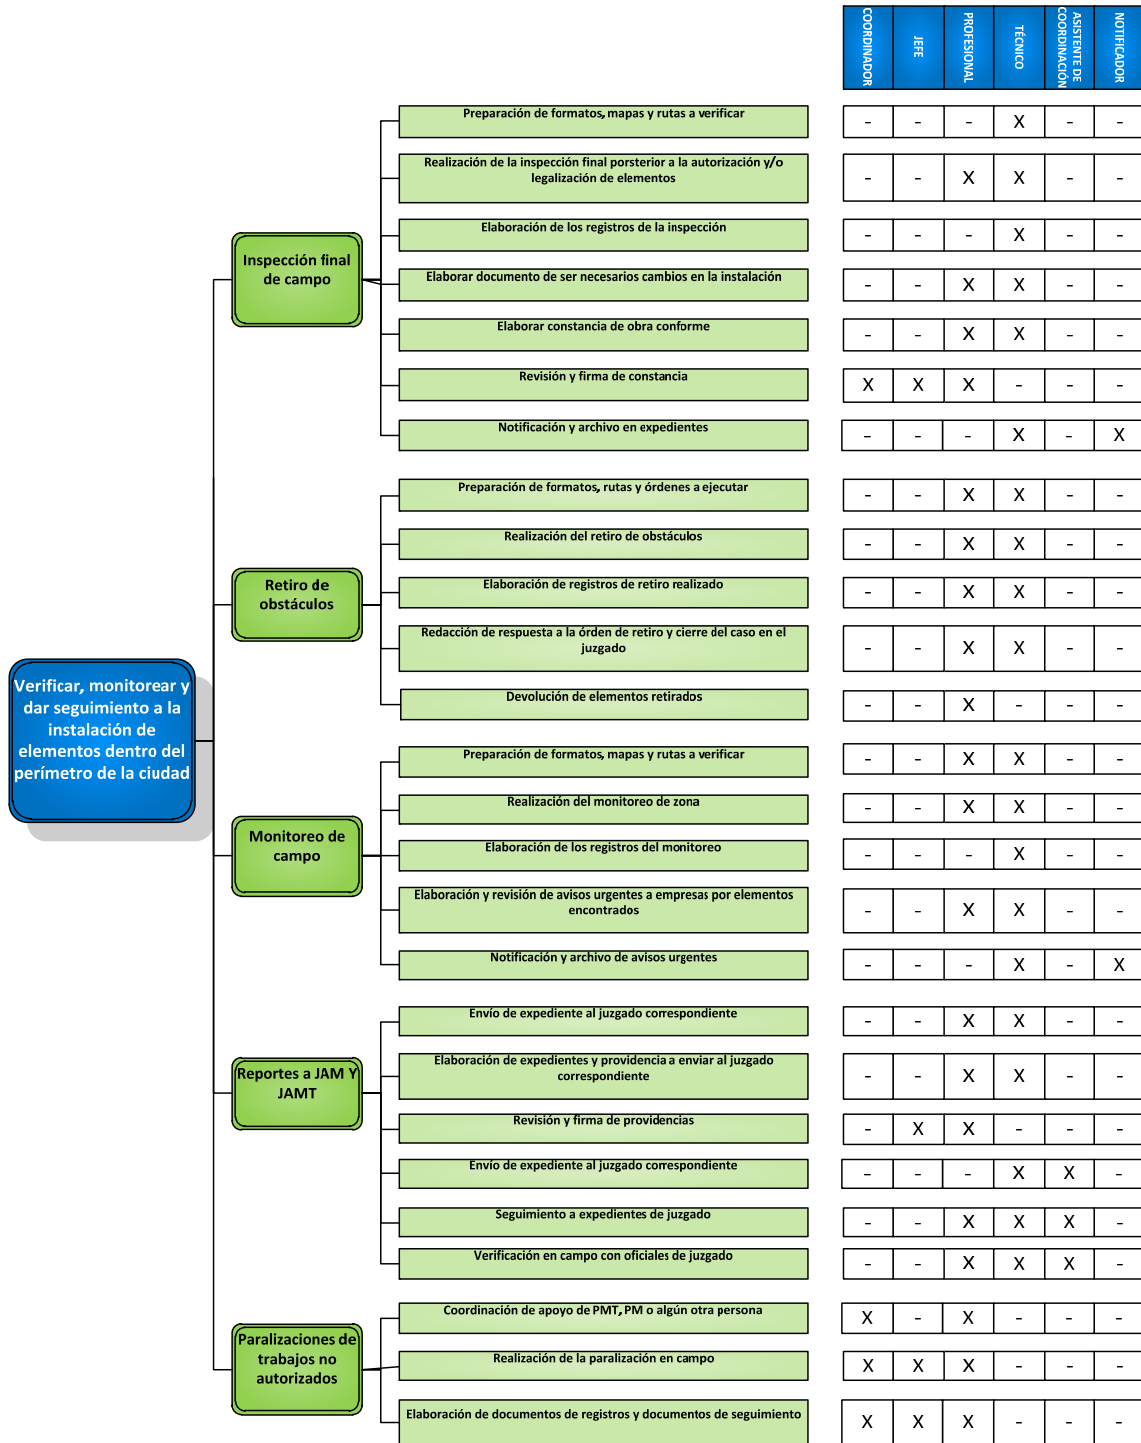 COORDINADOR
JEFE
PROFESIONAL
TÉCNICO
ASISTENTE DE
COORDINACIÓN
NOTIFICADOR
Verificar, monitorear y
dar seguimiento a la
instalación de
elementos dentro del
perímetro de la ciudad
Inspección final
de campo
Preparación de formatos, mapas y rutas a verificar
- - - X - -
Realización de la inspección final porsterior a la autorización y/o
legalización de elementos
- - X X - -
Elaboración de los registros de la inspección
- - - X - -
Elaborar documento de ser necesarios cambios en la instalación
- - X X - -
Elaborar constancia de obra conforme
- - X X - -
Revisión y firma de constancia
X X X - - -
Notificación y archivo en expedientes
- - - X - X
Retiro de
obstáculos
Preparación de formatos, rutas y órdenes a ejecutar
- - X X - -
Realización del retiro de obstáculos
- - X X - -
Elaboración de registros de retiro realizado
- - X X - -
Redacción de respuesta a la órden de retiro y cierre del caso en el
juzgado
- - X X - -
Devolución de elementos retirados
- - X - - -
Monitoreo de
campo
Preparación de formatos, mapas y rutas a verificar
- - X X - -
Realización del monitoreo de zona
- - X X - -
Elaboración de los registros del monitoreo
- - - X - -
Elaboración y revisión de avisos urgentes a empresas por elementos
encontrados
- - X X - -
Notificación y archivo de avisos urgentes
- - - X - X
Reportes a JAM Y
JAMT
Envío de expediente al juzgado correspondiente
- - X X - -
Elaboración de expedientes y providencia a enviar al juzgado
correspondiente
- - X X - -
Revisión y firma de providencias
- X X - - -
Envío de expediente al juzgado correspondiente
- - - X X -
Seguimiento a expedientes de juzgado
- - X X X -
Verificación en campo con oficiales de juzgado
- - X X X -
Paralizaciones de
trabajos no
autorizados
Coordinación de apoyo de PMT, PM o algún otra persona
X - X - - -
Realización de la paralización en campo
X X X - - -
Elaboración de documentos de registros y documentos de seguimiento
X X X - - -